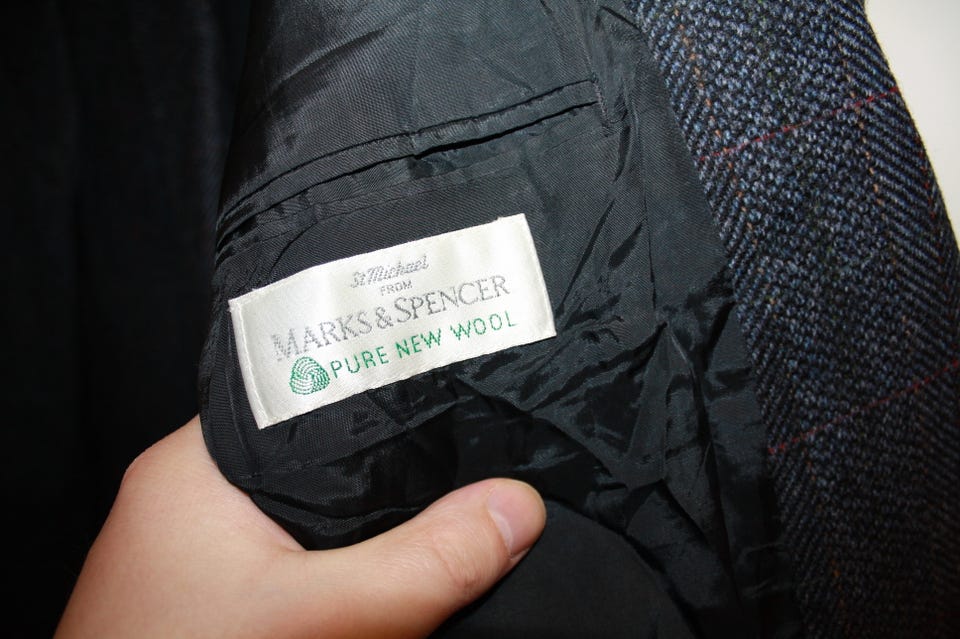 St Michael
FROM
MARKS & SPENCER
PURE NEW WOOL